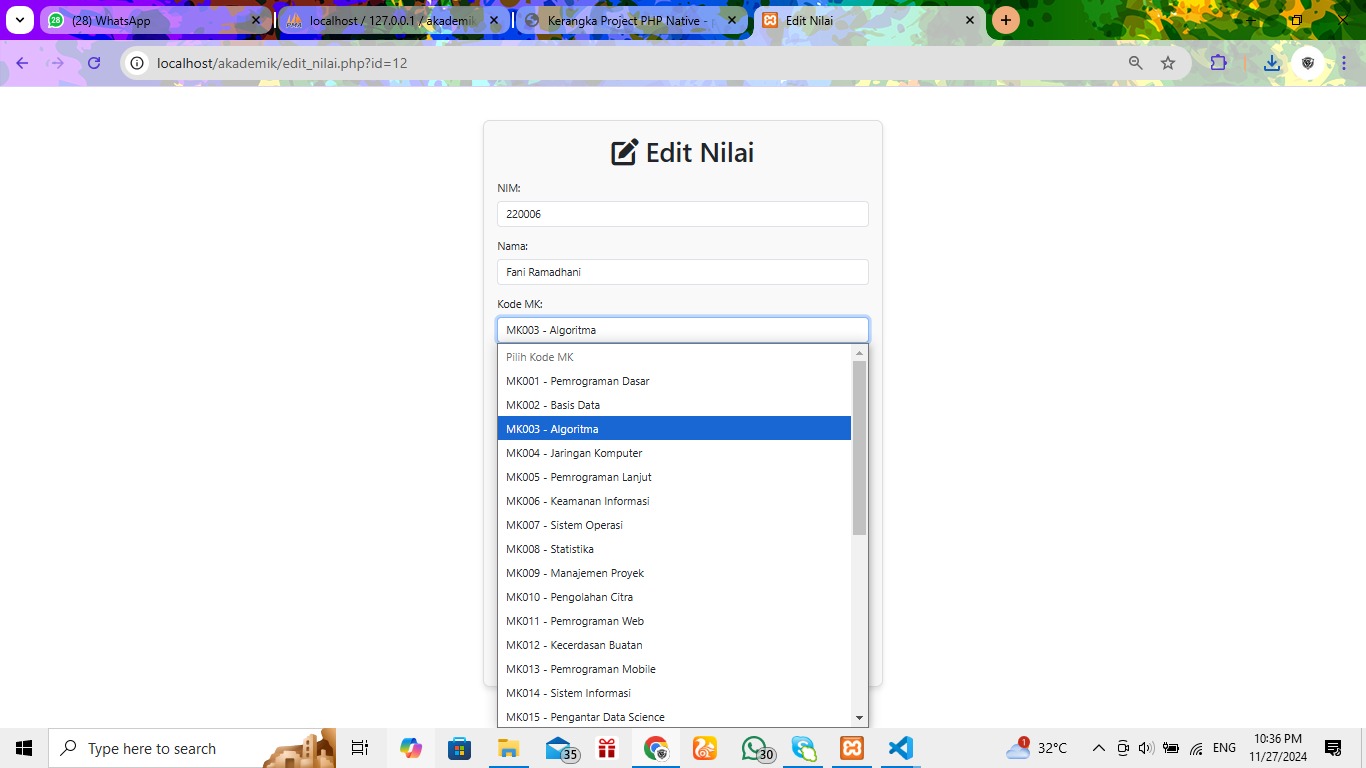 (28) WhatsApp
localhost / 127.0.0.1 / akademik
Kerangka Project PHP Native -
Edit Nilai
localhost/akademik/edit_nilai.php?id=12
Edit Nilai
NIM:
220006
Nama:
Fani Ramadhani
Kode MK:
MK003 - Algoritma
Pilih Kode MK
MK001 - Pemrograman Dasar
MK002 - Basis Data
MK003 - Algoritma
MK004 - Jaringan Komputer
MK005 - Pemrograman Lanjut
MK006 - Keamanan Informasi
MK007 - Sistem Operasi
MK008 - Statistika
MK009 - Manajemen Proyek
MK010 - Pengolahan Citra
MK011 - Pemrograman Web
MK012 - Kecerdasan Buatan
MK013 - Pemrograman Mobile
MK014 - Sistem Informasi
MK015 - Pengantar Data Science
Type here to search
35
30
1
32°C
ENG
10:36 PM
11/27/2024